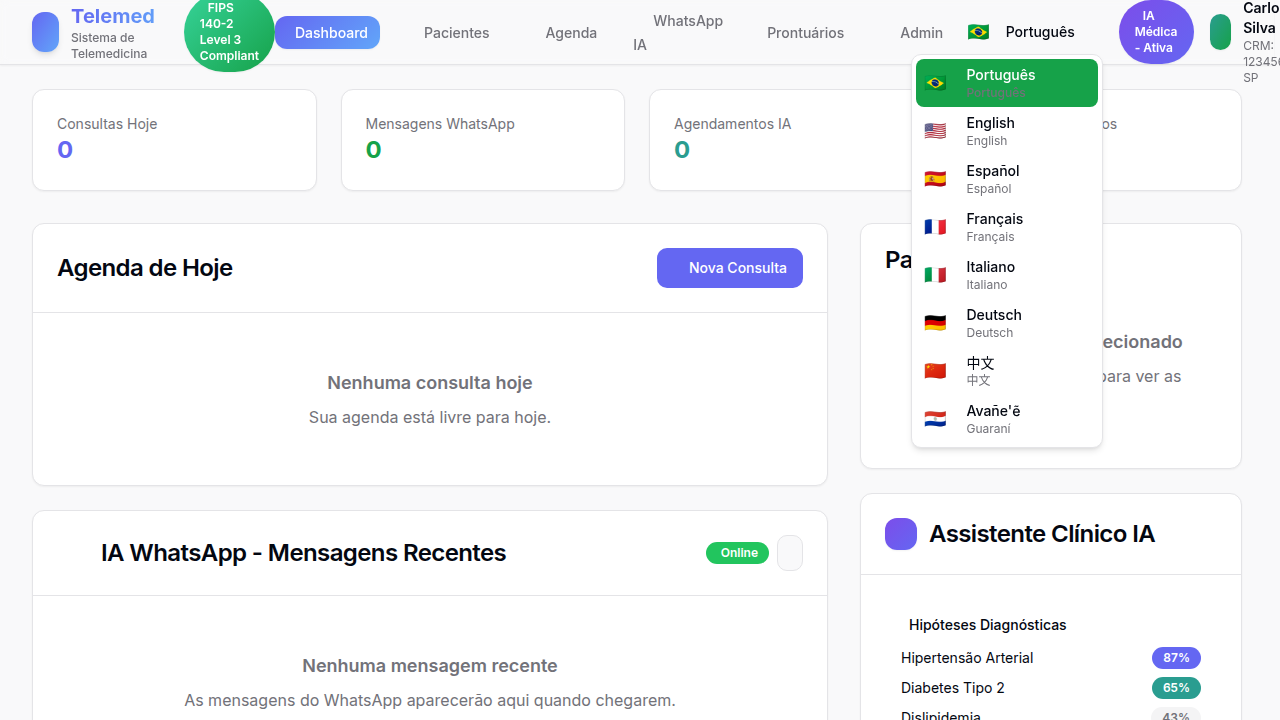 Telemed
Sistema de
Telemedicina
FIPS
140-2
Level 3
Compliant
Dashboard
Pacientes
Agenda
WhatsApp
IA
Prontuários
Admin
🇧🇷 Português
IA
Médica
- Ativa
Carlo
Silva
CRM:
123456
SP
Português
Português
English
English
Español
Español
Français
Français
Italiano
Italiano
Deutsch
Deutsch
中文
中文
Avañe'ẽ
Guaraní
Consultas Hoje
0
Mensagens WhatsApp
0
Agendamentos IA
0
os
Agenda de Hoje
Nova Consulta
Nenhuma consulta hoje
Sua agenda está livre para hoje.
Pa
ecionado
para ver as
IA WhatsApp - Mensagens Recentes
Online
Nenhuma mensagem recente
As mensagens do WhatsApp aparecerão aqui quando chegarem.
Assistente Clínico IA
Hipóteses Diagnósticas
Hipertensão Arterial 87%
Diabetes Tipo 2 65%
Dislipidemia 43%